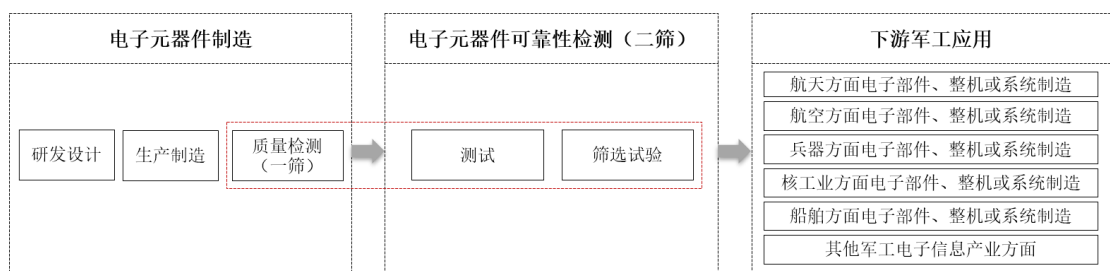 电子元器件制造
研发设计
生产制造
质量检测
（一筛）
电子元器件可靠性检测（二筛）
测试
筛选试验
下游军工应用
航天方面电子部件、整机或系统制造
航空方面电子部件、整机或系统制造
兵器方面电子部件、整机或系统制造
核工业方面电子部件、整机或系统制造
船舶方面电子部件、整机或系统制造
其他军工电子信息产业方面